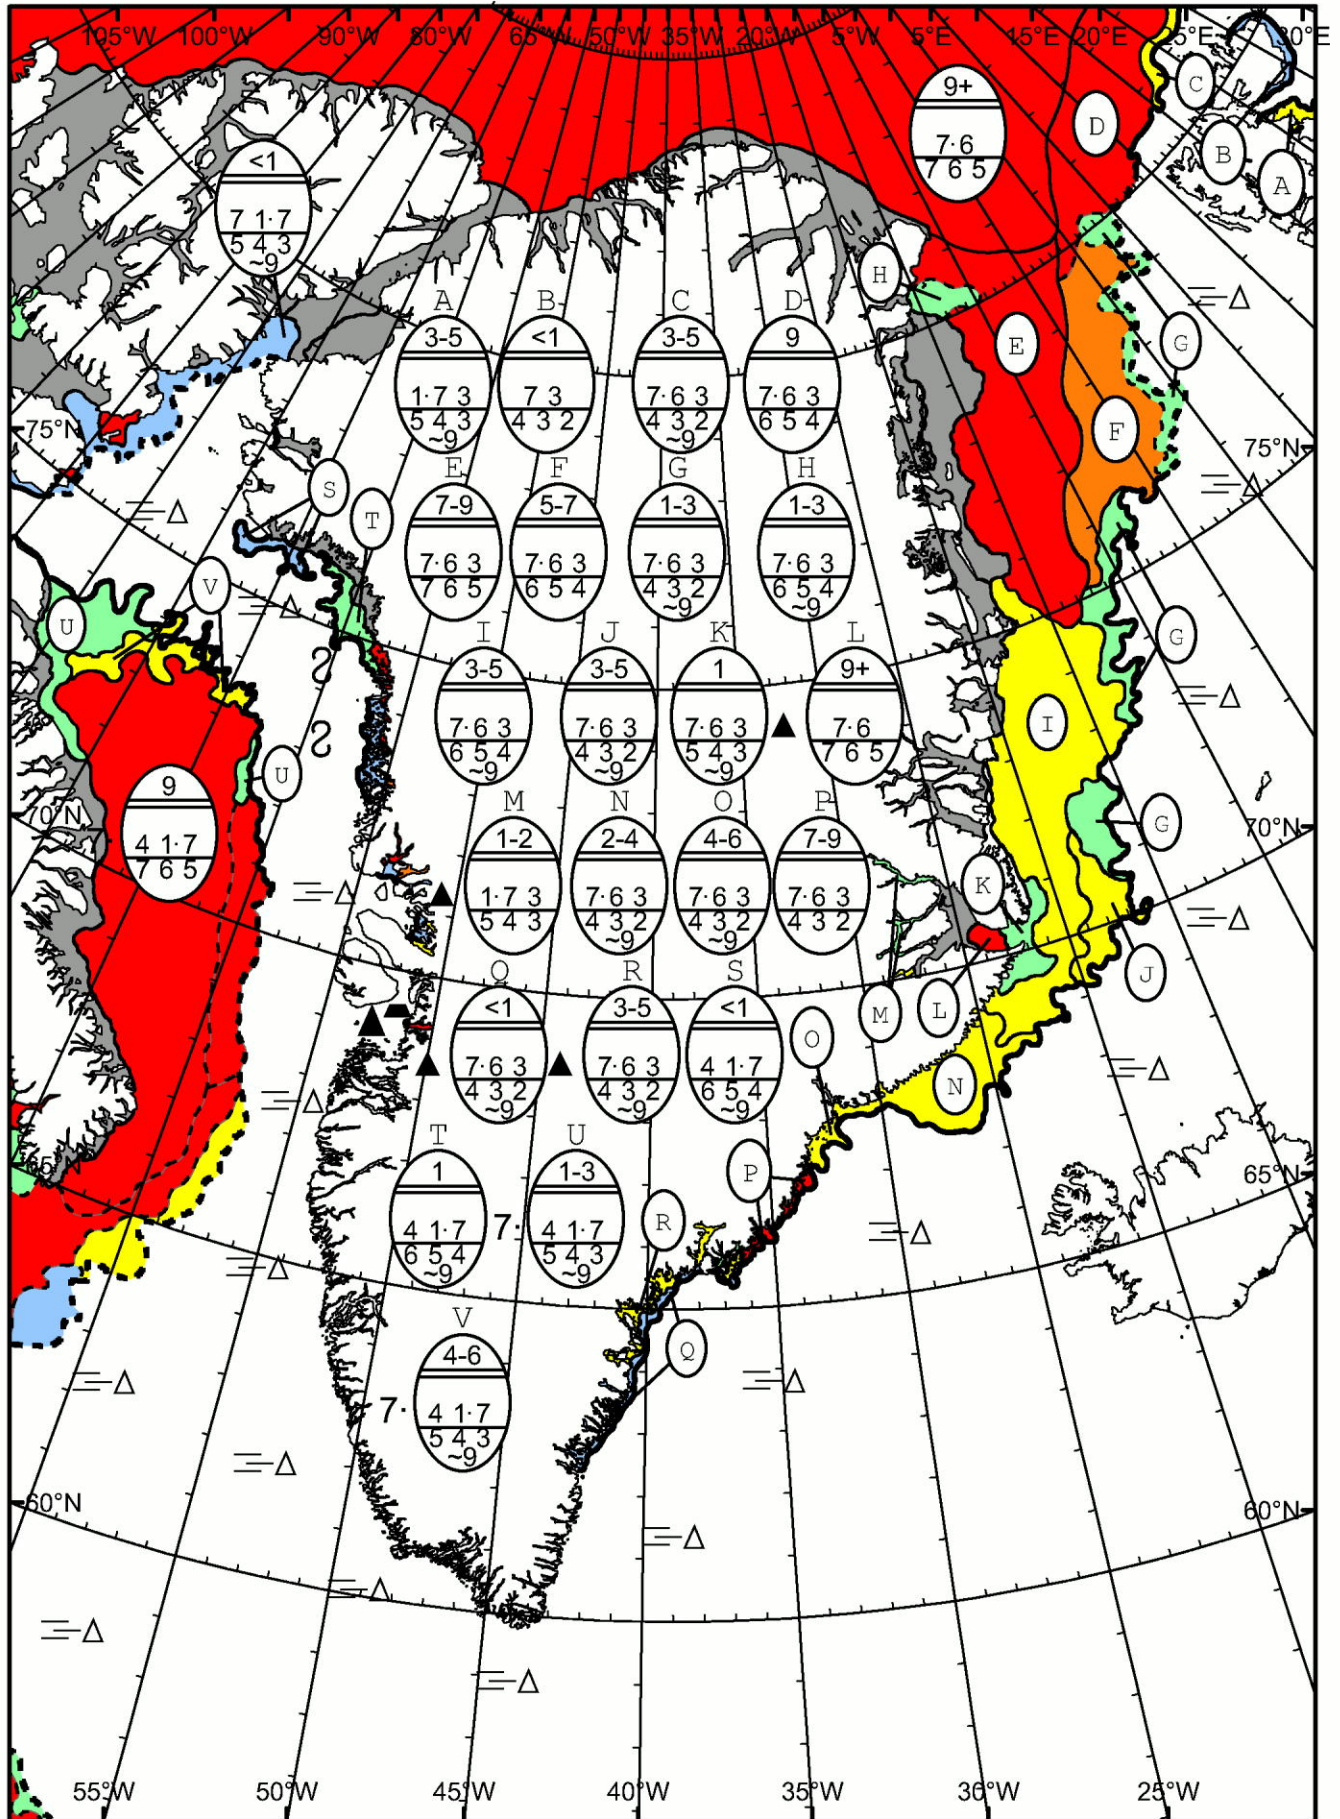 105°W 100°W 90°W 80°W 65°W 50°W 35°W 20°W 5°W 5°E 15°E 20°E 25°E 30°E
9+
7·6
7 6 5
D
C
B
A
<1
7 1·7
5 4 3
~9
H
A B C D
3-5 <1 3-5 9
1·7 3 7 3 7·6 3 7·6 3
5 4 3 4 3 2 4 3 2 6 5 4
~9 ~9
E
G
F
75°N 75°N
E F G H
7-9 5-7 1-3 1-3
7·6 3 7·6 3 7·6 3 7·6 3
7 6 5 6 5 4 4 3 2 6 5 4
~9 ~9
S
T
V
U
G
I J K L
3-5 3-5 1 9+
7·6 3 7·6 3 7·6 3 7·6
6 5 4 4 3 2 5 4 3 7 6 5
~9 ~9 ~9
I
U
G
9
4 1·7
7 6 5
70°N 70°N
M N O P
1-2 2-4 4-6 7-9
1·7 3 7·6 3 7·6 3 7·6 3
5 4 3 4 3 2 4 3 2 4 3 2
~9 ~9
K
J
M
L
O
N
Q R S
<1 3-5 <1
7·6 3 7·6 3 4 1·7
4 3 2 4 3 2 6 5 4
~9 ~9 ~9
65°N 65°N
T U
1 1-3
4 1·7 7· 4 1·7
6 5 4 5 4 3
~9 ~9
P
R
Q
V
4-6
7· 4 1·7
5 4 3
~9
60°N 60°N
55°W 50°W 45°W 40°W 35°W 30°W 25°W